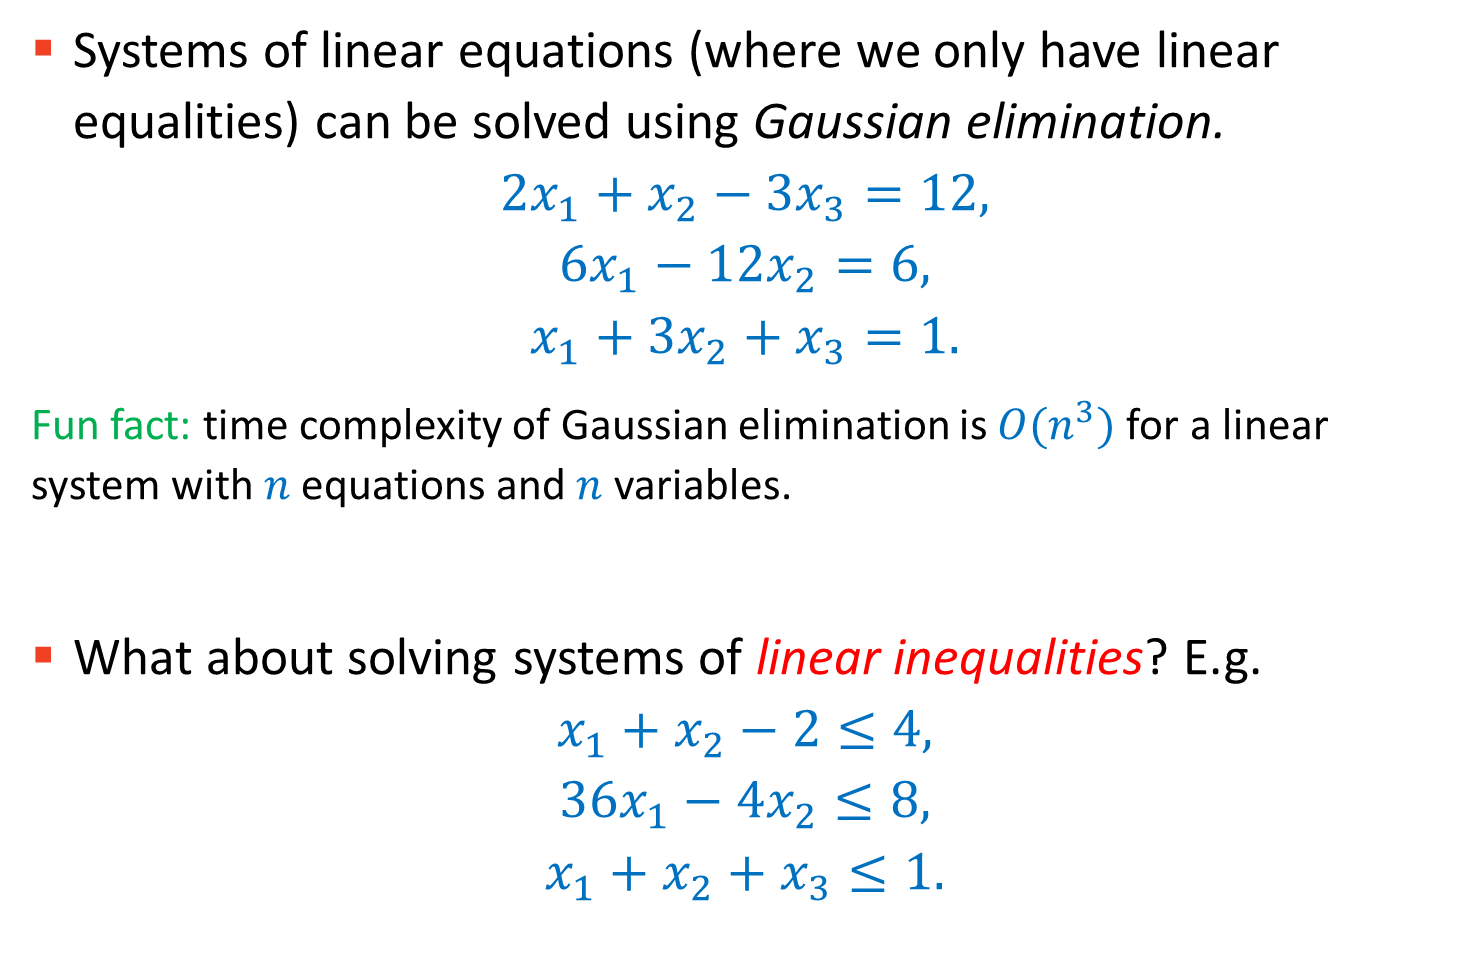 ▪ Systems of linear equations (where we only have linear
equalities) can be solved using Gaussian elimination.
2x₁ + x₂ − 3x₃ = 12,
6x₁ − 12x₂ = 6,
x₁ + 3x₂ + x₃ = 1.
Fun fact: time complexity of Gaussian elimination is O(n³) for a linear
system with n equations and n variables.
▪ What about solving systems of linear inequalities? E.g.
x₁ + x₂ − 2 ≤ 4,
36x₁ − 4x₂ ≤ 8,
x₁ + x₂ + x₃ ≤ 1.